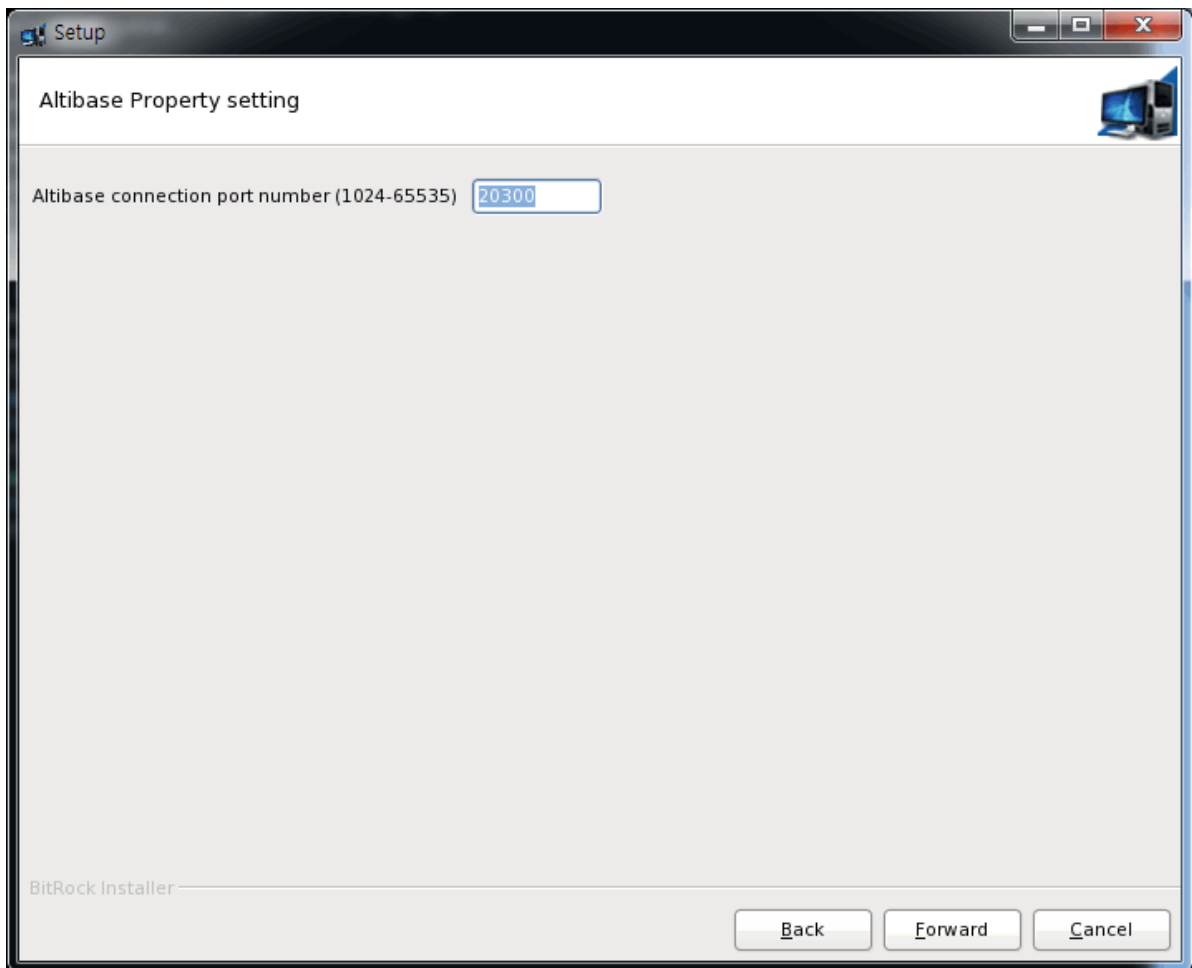 Setup
Altibase Property setting
Altibase connection port number (1024-65535) 20300
BitRock Installer
Back Forward Cancel